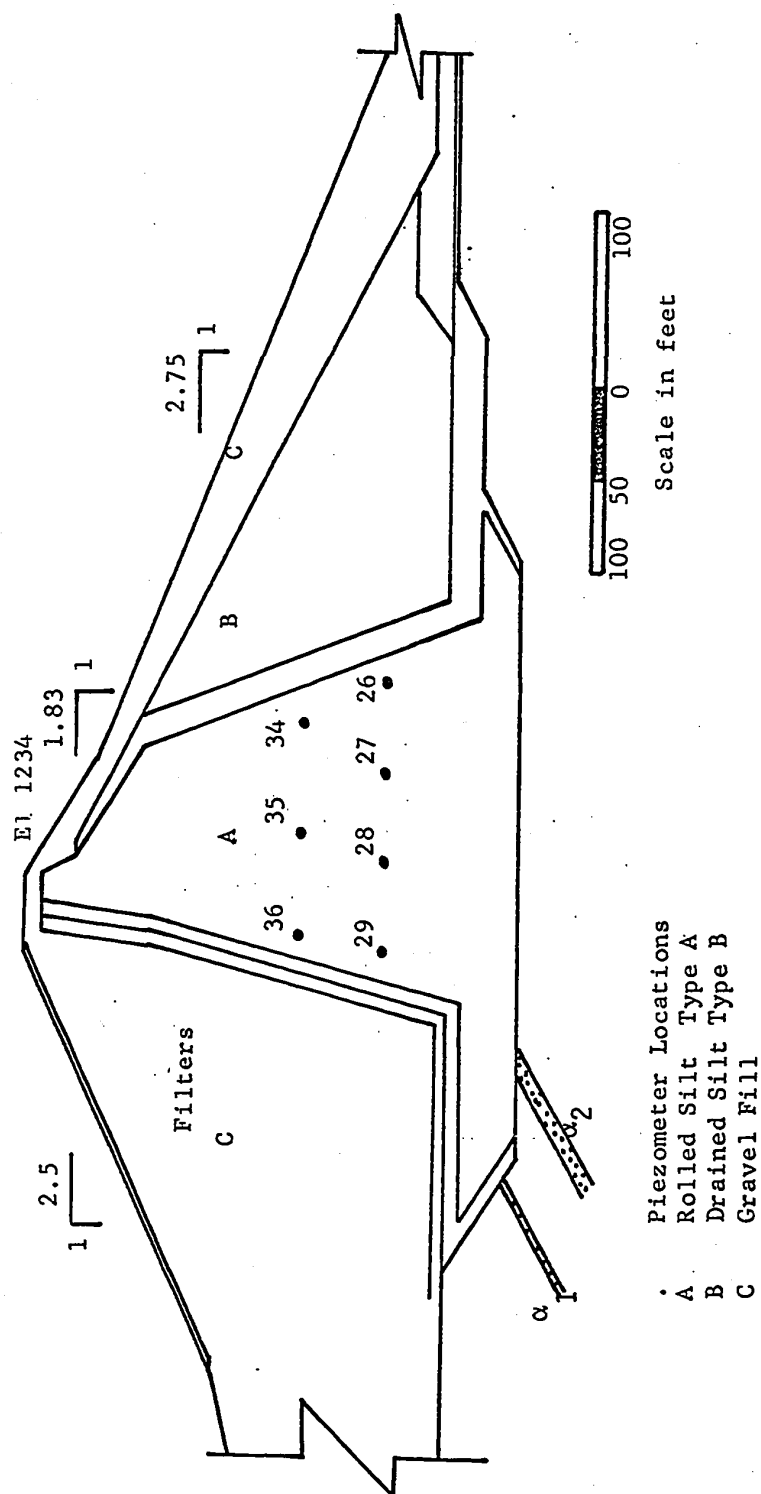 El 1234
1.83
1
2.5
1
2.75
1
Filters
C
A
B
C
36
35
34
29
28
27
26
α 1
α2
100
50
0
100
Scale in feet
• Piezometer Locations
A Rolled Silt Type A
B Drained Silt Type B
C Gravel Fill